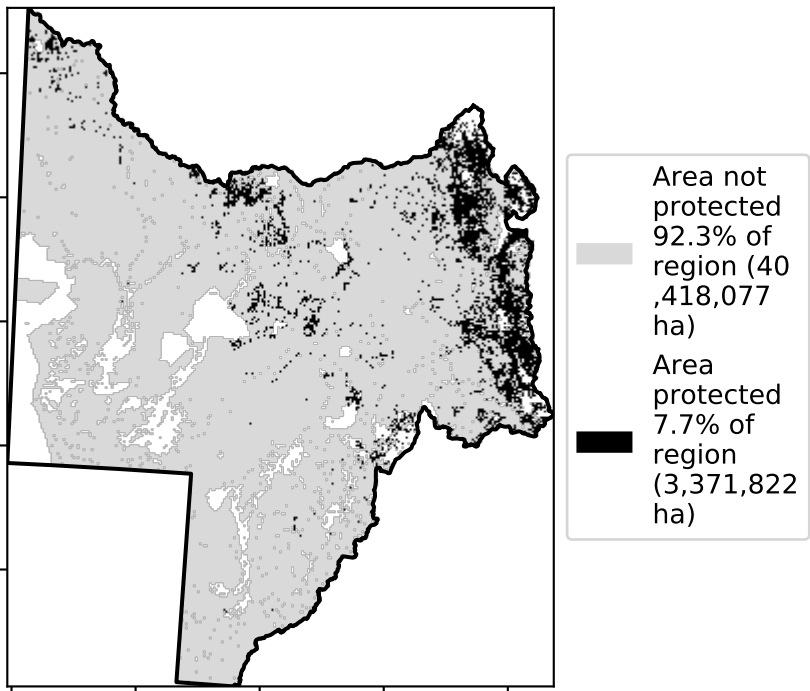 Area not
protected
92.3% of
region (40
,418,077
ha)
Area
protected
7.7% of
region
(3,371,822
ha)